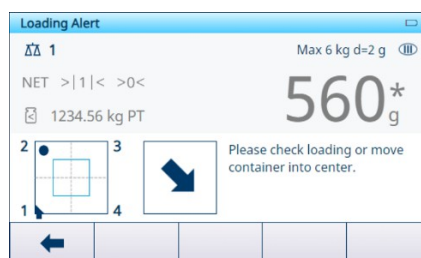 Loading Alert
1 Max 6 kg d=2 g III
NET >|1|< >0< 560*
g
1234.56 kg PT
2 3 Please check loading or move
container into center.
1 4